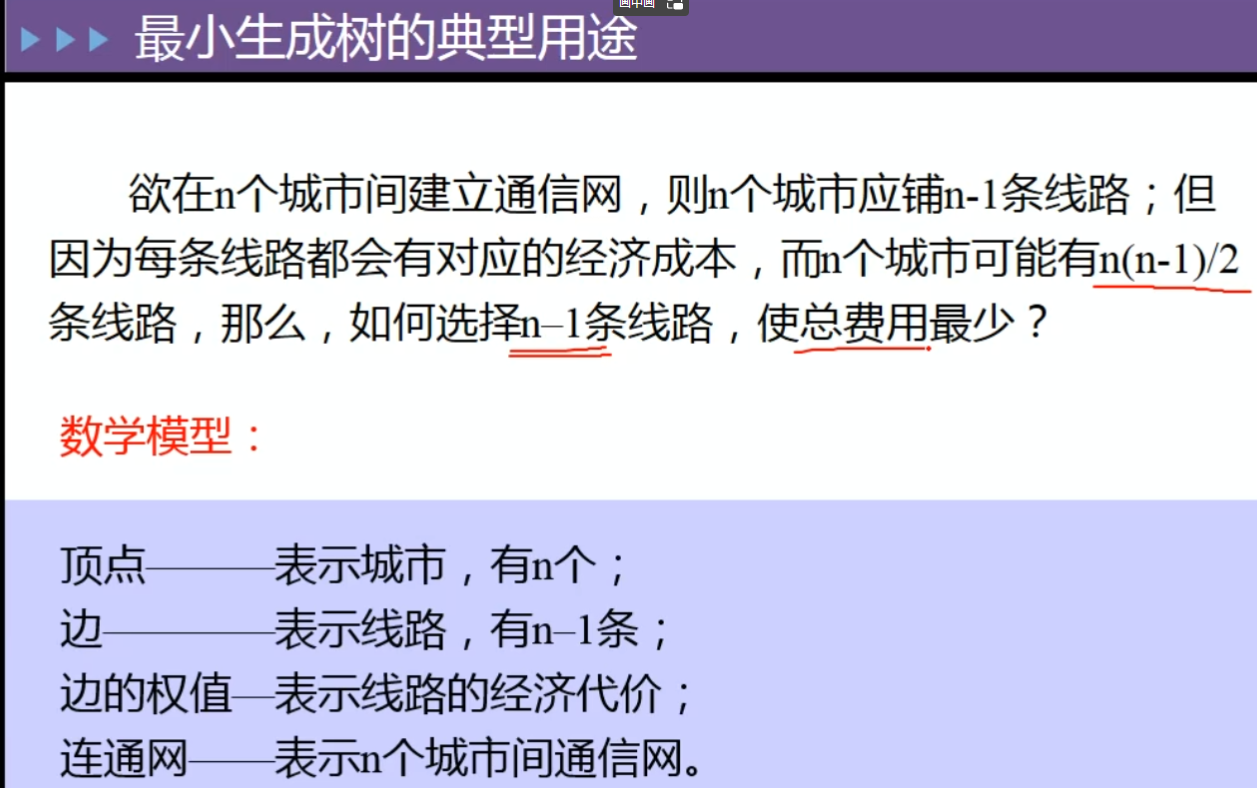 画中画
最小生成树的典型用途
欲在n个城市间建立通信网，则n个城市应铺n-1条线路；但
因为每条线路都会有对应的经济成本，而n个城市可能有n(n-1)/2
条线路，那么，如何选择n–1条线路，使总费用最少？
数学模型：
顶点———表示城市，有n个；
边————表示线路，有n–1条；
边的权值—表示线路的经济代价；
连通网——表示n个城市间通信网。